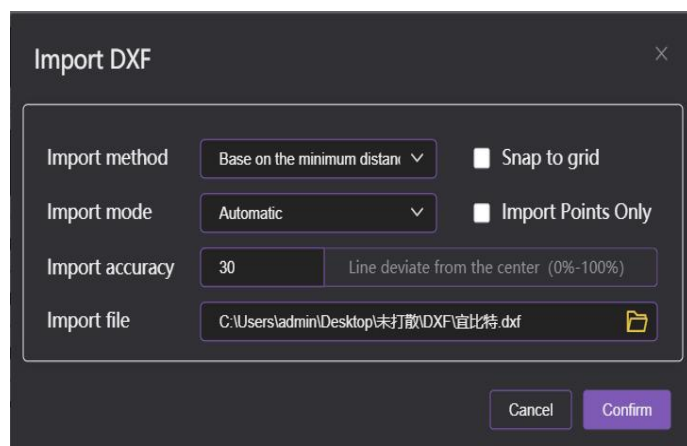 Import DXF
Import method Base on the minimum distan Snap to grid
Import mode Automatic Import Points Only
Import accuracy 30 Line deviate from the center (0%-100%)
Import file C:\Users\admin\Desktop\未打散\DXF\宜比特.dxf
Cancel Confirm